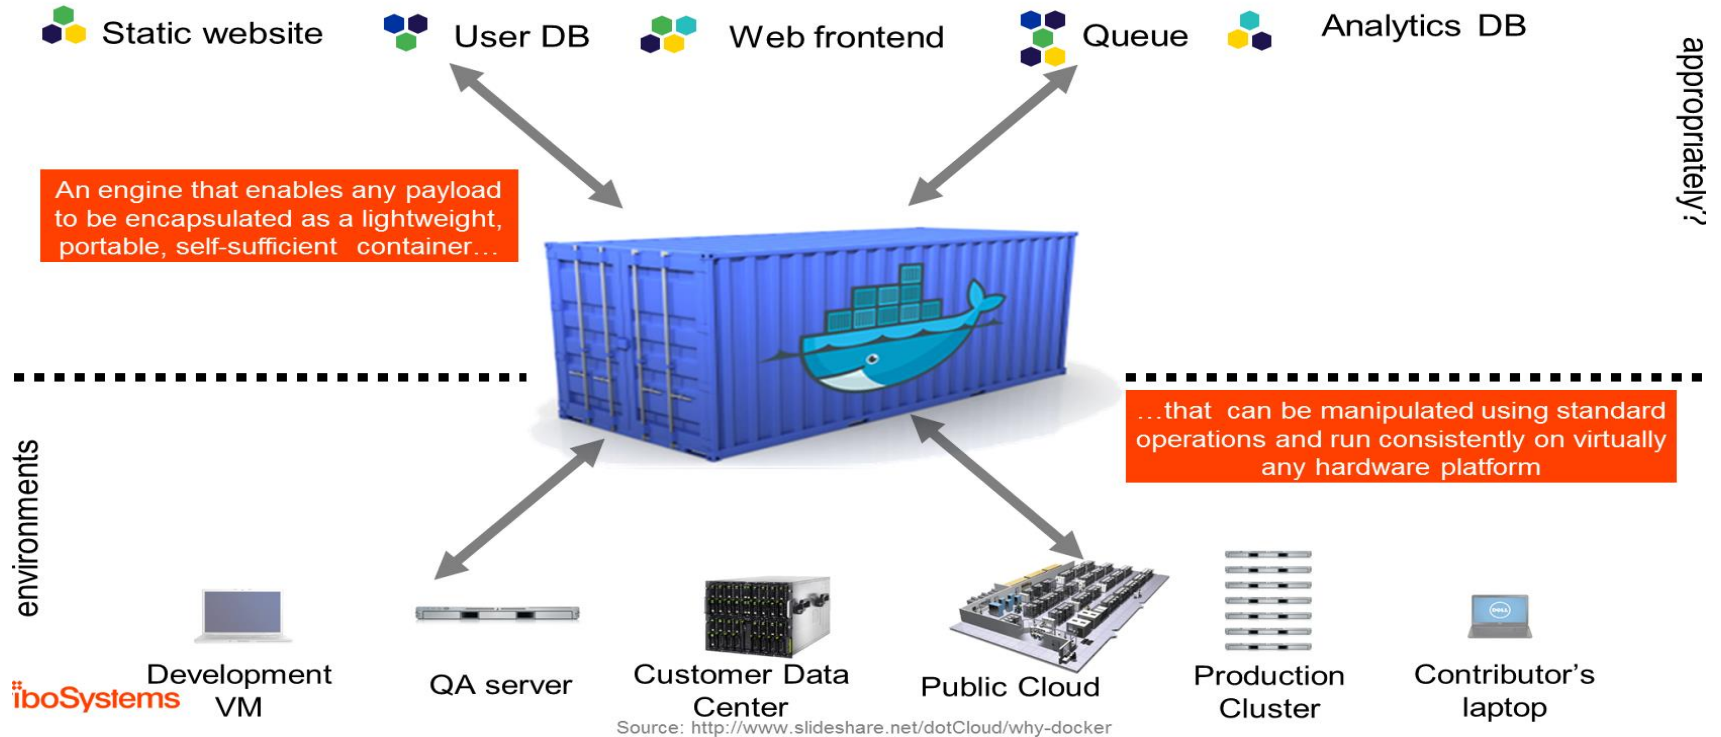 Static website
User DB
Web frontend
Queue
Analytics DB
appropriately?
An engine that enables any payload
to be encapsulated as a lightweight,
portable, self-sufficient container…
…that can be manipulated using standard
operations and run consistently on virtually
any hardware platform
environments
DELL
Development
VM
QA server
Customer Data
Center
Public Cloud
Production
Cluster
Contributor’s
laptop
iboSystems
Source: http://www.slideshare.net/dotCloud/why-docker